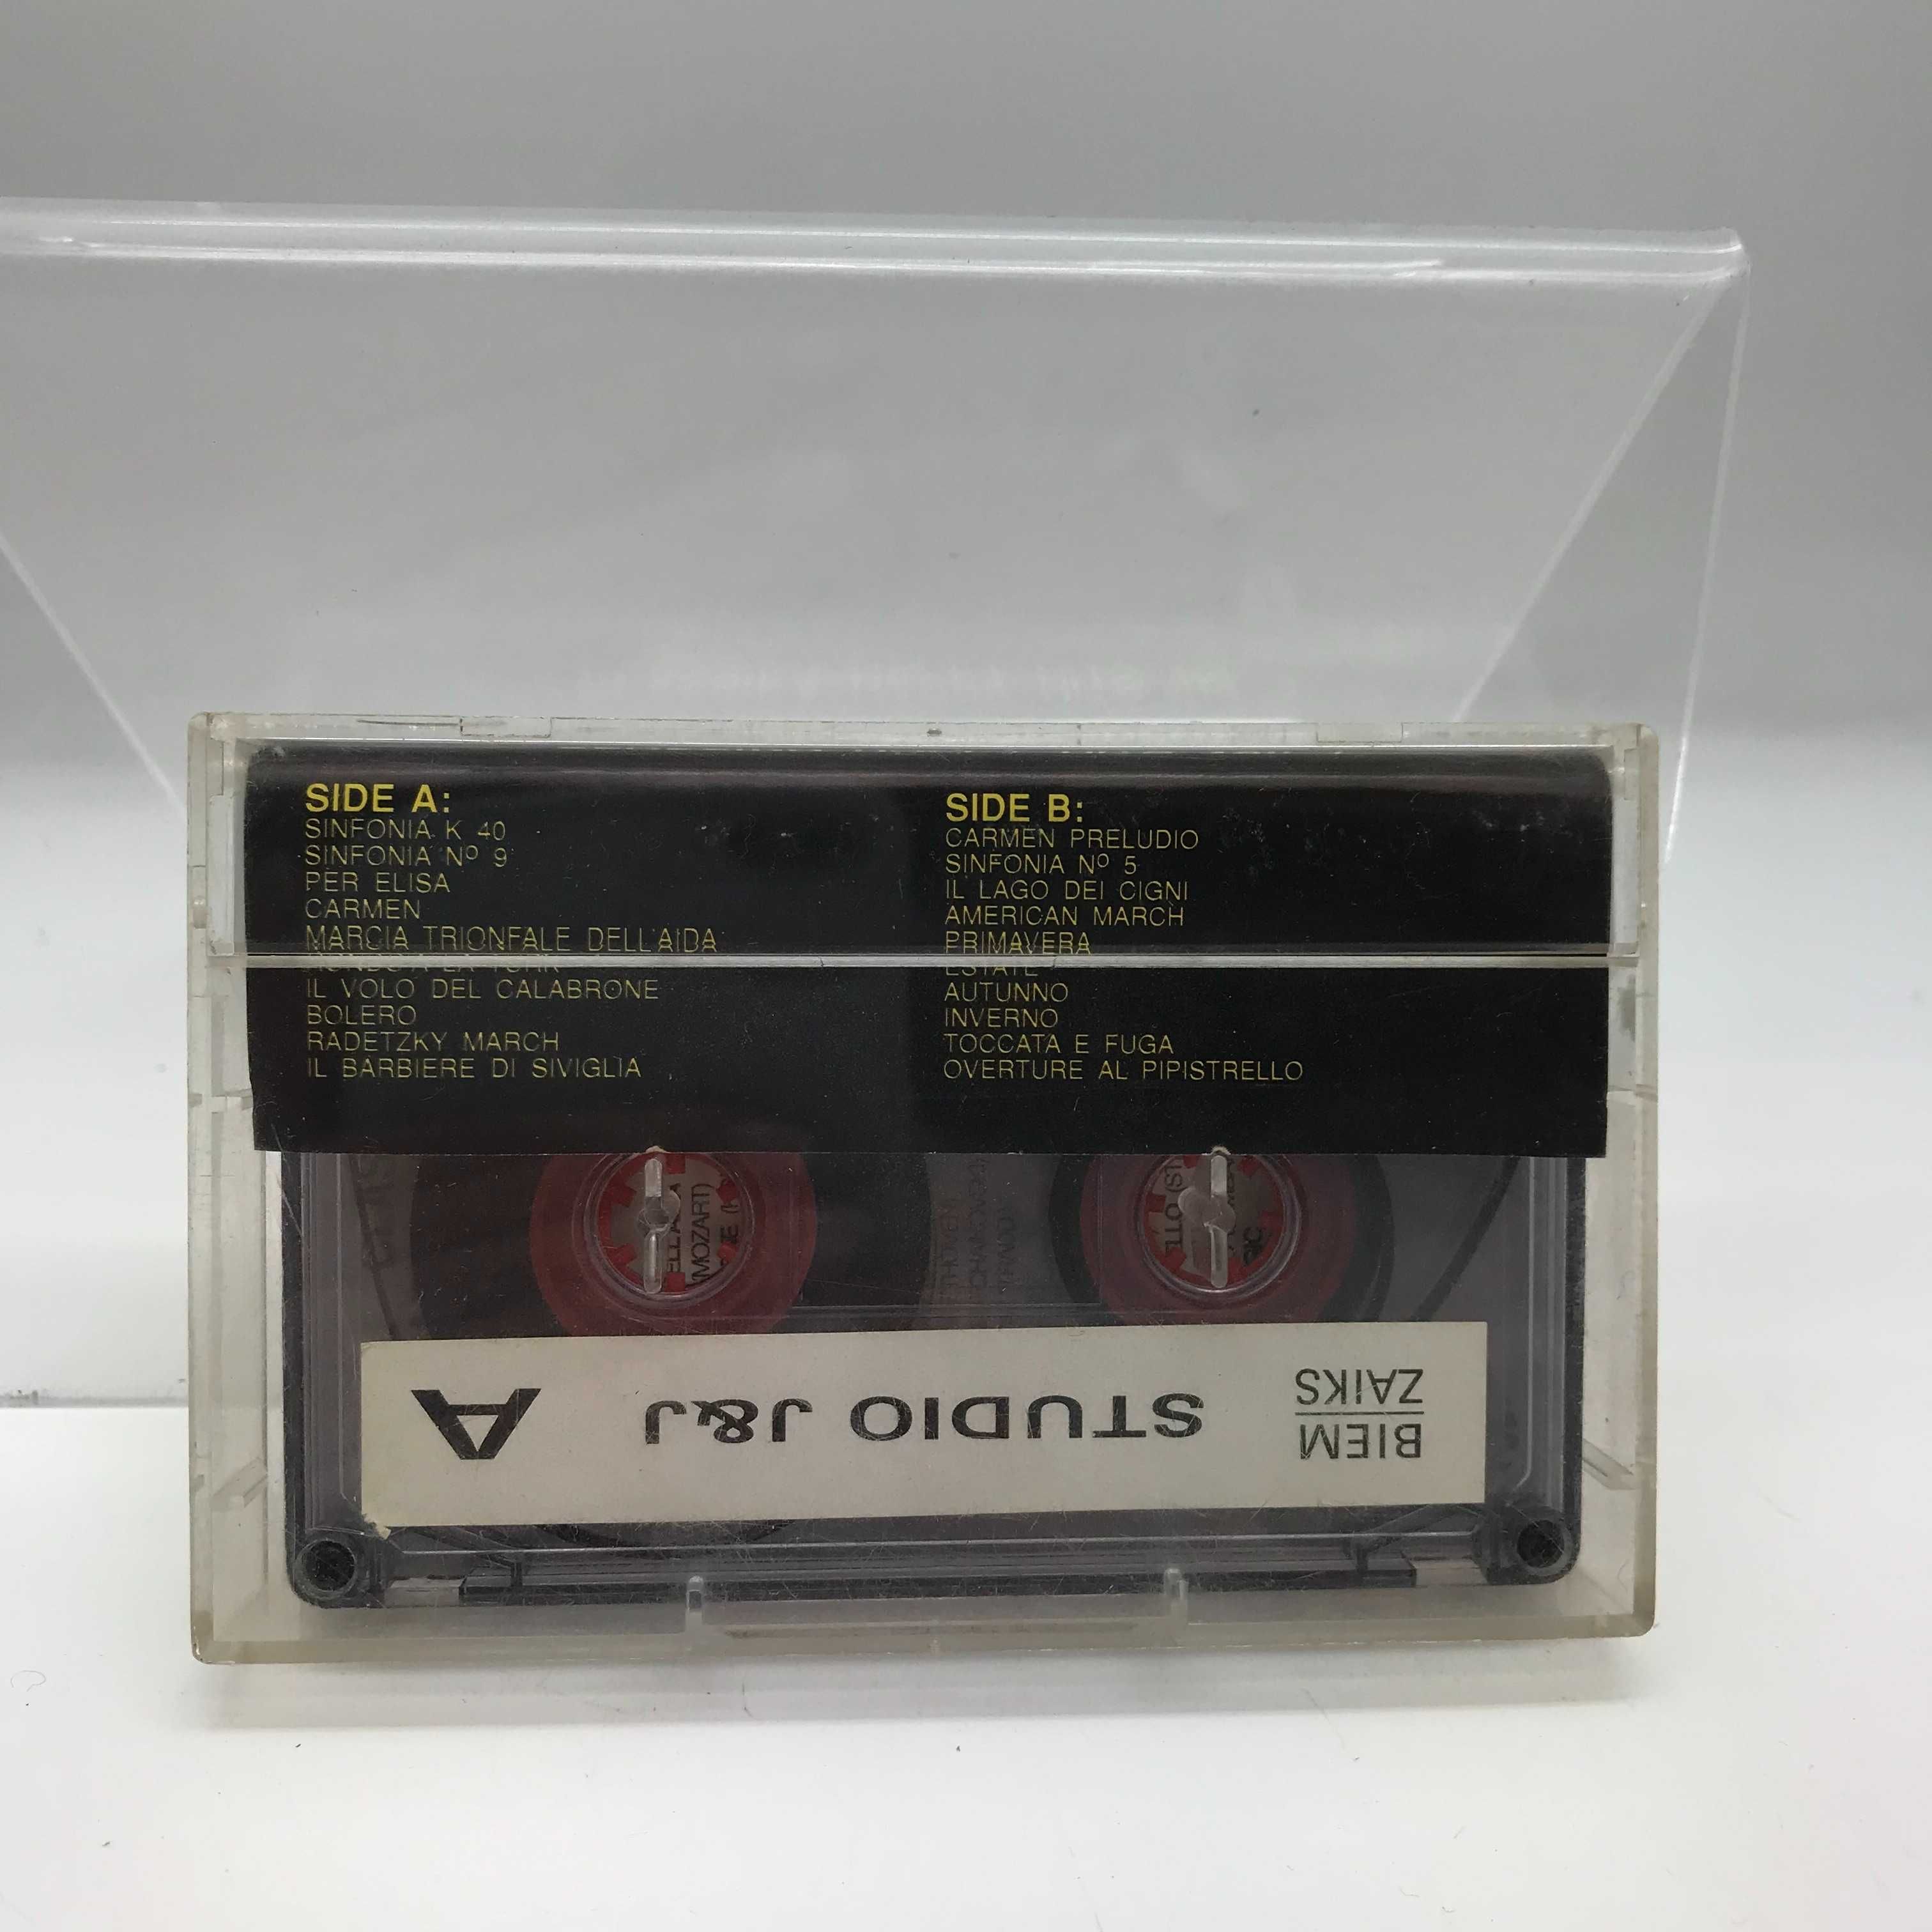 SIDE A:
SINFONIA K 40
SINFONIA Nº 9
PER ELISA
CARMEN
MARCIA TRIONFALE DELL'AIDA
IL VOLO DEL CALABRONE
BOLERO
RADETZKY MARCH
IL BARBIERE DI SIVIGLIA
SIDE B:
CARMEN PRELUDIO
SINFONIA Nº 5
IL LAGO DEI CIGNI
AMERICAN MARCH
PRIMAVERA
ESTATE
AUTUNNO
INVERNO
TOCCATA E FUGA
OVERTURE AL PIPISTRELLO
MOZART)
BIEM
ZAIKS
STUDIO J&J
A